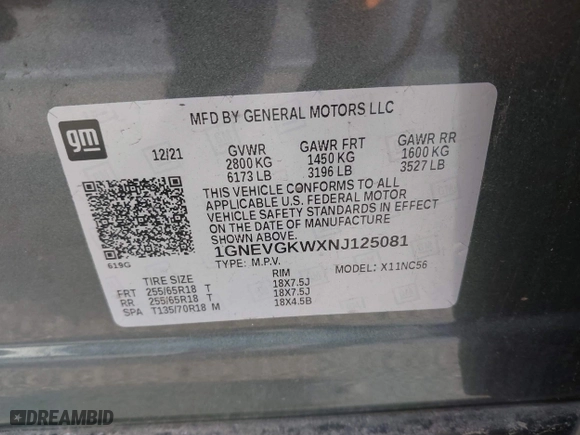 MFD BY GENERAL MOTORS LLC
gm
12/21 GVWR GAWR FRT GAWR RR
2800 KG 1450 KG 1600 KG
6173 LB 3196 LB 3527 LB
THIS VEHICLE CONFORMS TO ALL
APPLICABLE U.S. FEDERAL MOTOR
VEHICLE SAFETY STANDARDS IN EFFECT
ON THE DATE OF MANUFACTURE
SHOWN ABOVE.
1GNEVGKWXNJ125081
619G
TYPE: M.P.V. MODEL: X11NC56
TIRE SIZE RIM
FRT 255/65R18 T 18X7.5J
RR 255/65R18 T 18X7.5J
SPA T135/70R18 M 18X4.5B
DREAMBID